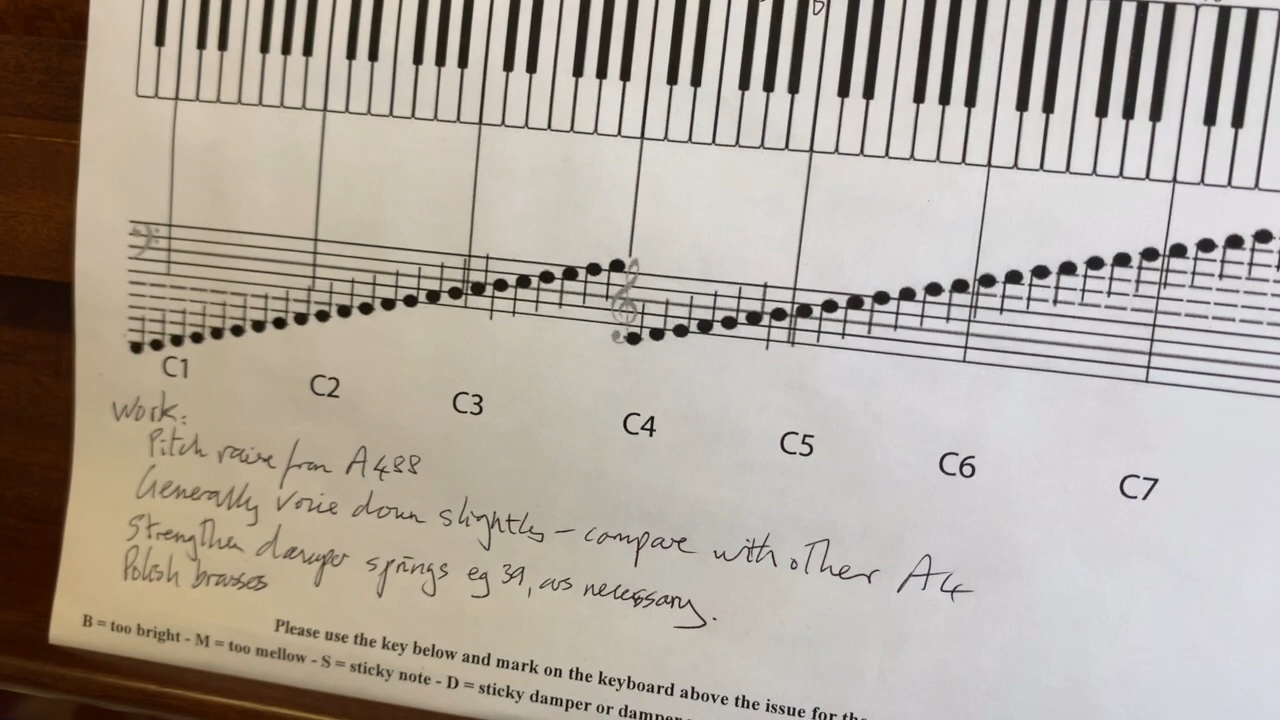 D
C1 C2 C3 C4 C5 C6 C7
Work:
Pitch raise from A488
Generally voice down slightly – compare with other A4
Strengthen damper springs eg 39, as necessary.
Polish brasses
Please use the key below and mark on the keyboard above the issue for the
B = too bright - M = too mellow - S = sticky note - D = sticky damper or damper